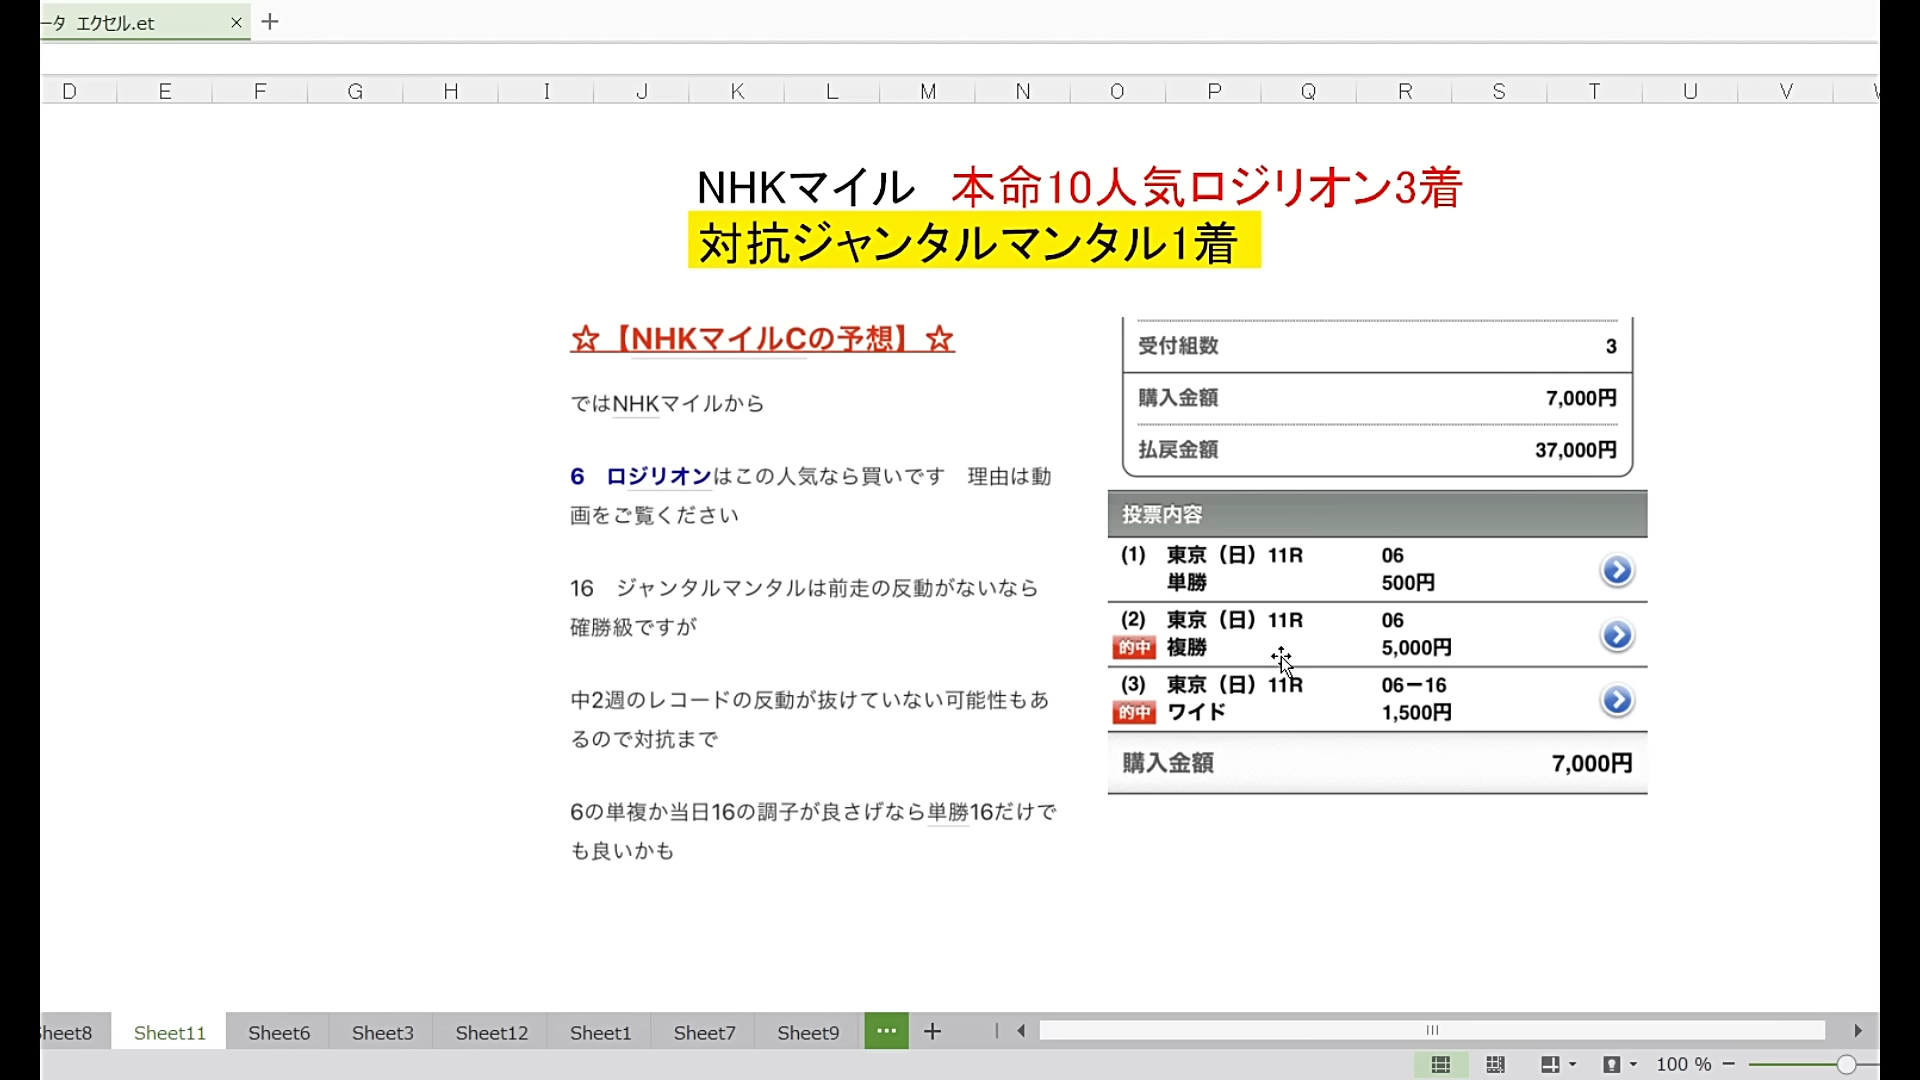 ータ エクセル.et × +
D E F G H I J K L M N O P Q R S T U V
NHKマイル　本命10人気ロジリオン3着
対抗ジャンタルマンタル1着
☆【NHKマイルCの予想】☆
ではNHKマイルから
6　ロジリオンはこの人気なら買いです　理由は動
画をご覧ください
16　ジャンタルマンタルは前走の反動がないなら
確勝級ですが
中2週のレコードの反動が抜けていない可能性もあ
るので対抗まで
6の単複か当日16の調子が良さげなら単勝16だけで
も良いかも
受付組数 3
購入金額 7,000円
払戻金額 37,000円
投票内容
(1) 東京（日）11R 06
単勝 500円
(2) 東京（日）11R 06
的中 複勝 5,000円
(3) 東京（日）11R 06－16
的中 ワイド 1,500円
購入金額 7,000円
heet8 Sheet11 Sheet6 Sheet3 Sheet12 Sheet1 Sheet7 Sheet9 ··· +
100 %